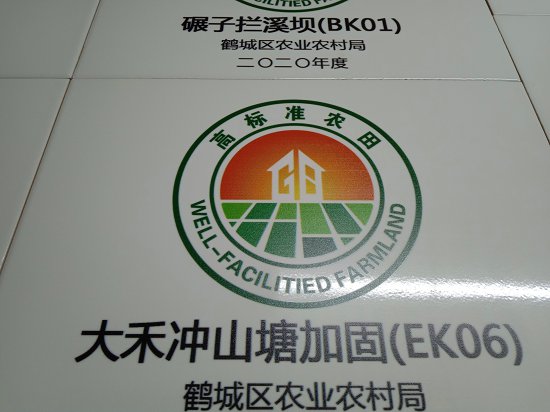 碾子拦溪坝(BK01)
鹤城区农业农村局
二〇二〇年度
高标准农田
GB
WELL-FACILITIED FARMLAND
大禾冲山塘加固(EK06)
鹤城区农业农村局